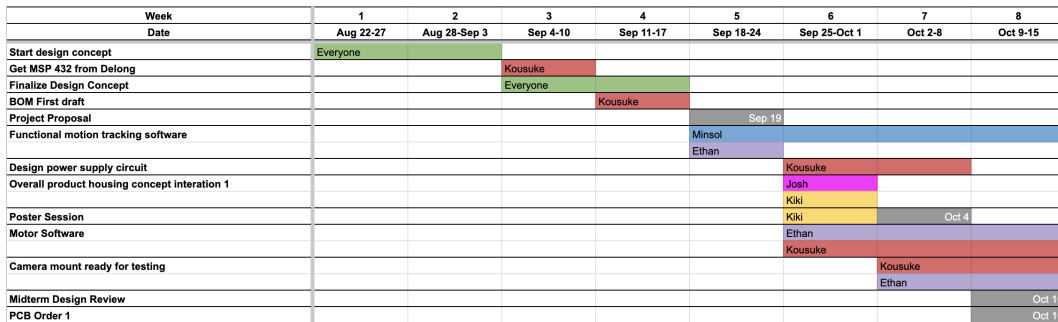 Week 1 2 3 4 5 6 7 8
Date Aug 22-27 Aug 28-Sep 3 Sep 4-10 Sep 11-17 Sep 18-24 Sep 25-Oct 1 Oct 2-8 Oct 9-15
Start design concept Everyone
Get MSP 432 from Delong Kousuke
Finalize Design Concept Everyone
BOM First draft Kousuke
Project Proposal Sep 19
Functional motion tracking software Minsol
Ethan
Design power supply circuit Kousuke
Overall product housing concept interation 1 Josh
Kiki
Poster Session Kiki Oct 4
Motor Software Ethan
Kousuke
Camera mount ready for testing Kousuke
Ethan
Midterm Design Review Oct
PCB Order 1 Oct